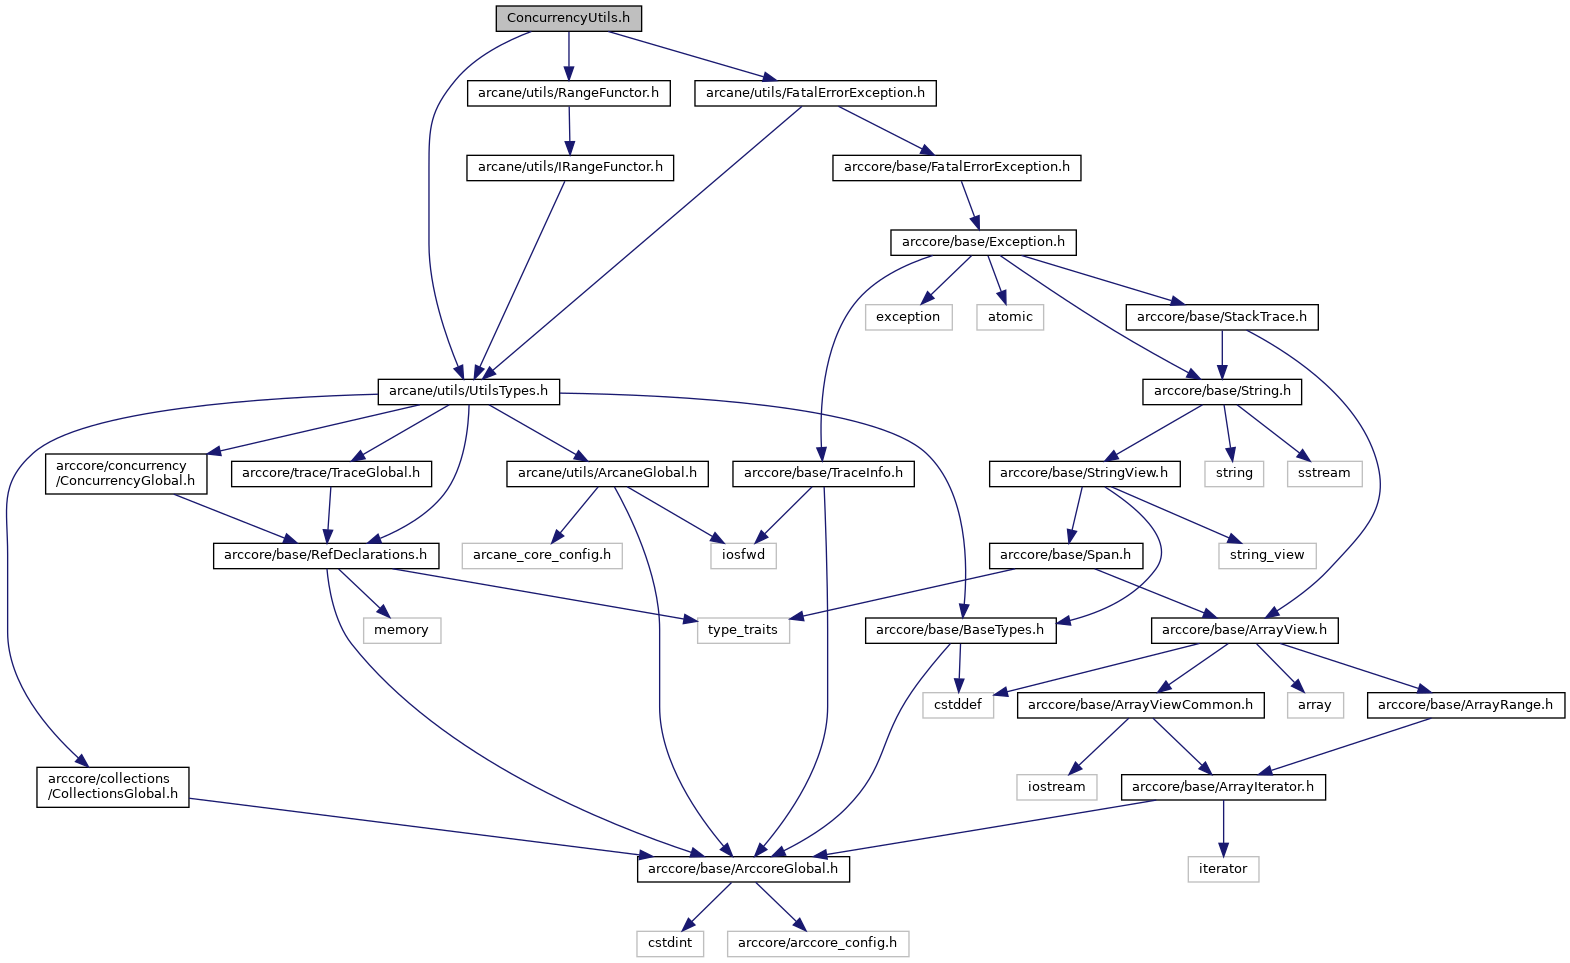 ConcurrencyUtils.h
arcane/utils/RangeFunctor.h
arcane/utils/FatalErrorException.h
arcane/utils/IRangeFunctor.h
arccore/base/FatalErrorException.h
arccore/base/Exception.h
exception
atomic
arccore/base/StackTrace.h
arcane/utils/UtilsTypes.h
arccore/base/String.h
arccore/concurrency
/ConcurrencyGlobal.h
arccore/trace/TraceGlobal.h
arcane/utils/ArcaneGlobal.h
arccore/base/TraceInfo.h
arccore/base/StringView.h
string
sstream
arccore/base/RefDeclarations.h
arcane_core_config.h
iosfwd
arccore/base/Span.h
string_view
memory
type_traits
arccore/base/BaseTypes.h
arccore/base/ArrayView.h
cstddef
arccore/base/ArrayViewCommon.h
array
arccore/base/ArrayRange.h
arccore/collections
/CollectionsGlobal.h
iostream
arccore/base/ArrayIterator.h
arccore/base/ArccoreGlobal.h
iterator
cstdint
arccore/arccore_config.h